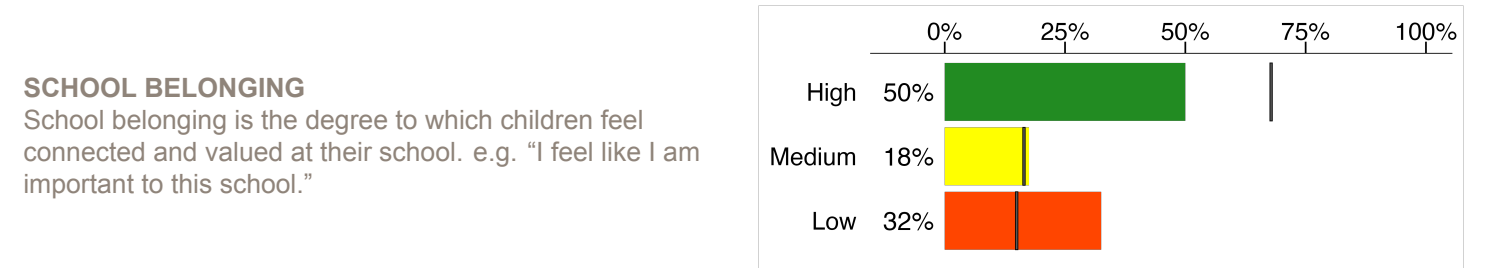 SCHOOL BELONGING
School belonging is the degree to which children feel
connected and valued at their school. e.g. “I feel like I am
important to this school.”
0% 25% 50% 75% 100%
High 50%
Medium 18%
Low 32%